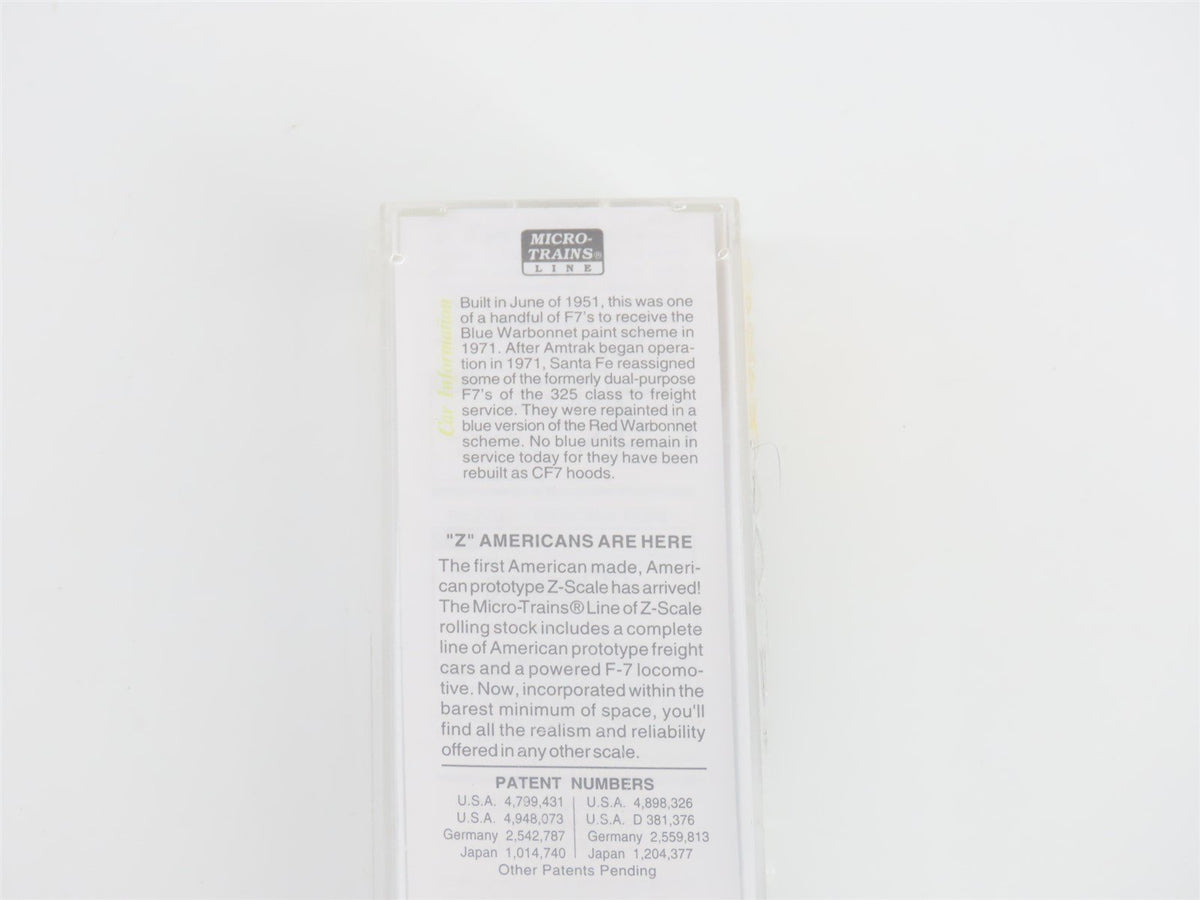 MICRO-
TRAINS®
LINE
Car Information
Built in June of 1951, this was one
of a handful of F7's to receive the
Blue Warbonnet paint scheme in
1971. After Amtrak began opera-
tion in 1971, Santa Fe reassigned
some of the formerly dual-purpose
F7's of the 325 class to freight
service. They were repainted in a
blue version of the Red Warbonnet
scheme. No blue units remain in
service today for they have been
rebuilt as CF7 hoods.
"Z" AMERICANS ARE HERE
The first American made, Ameri-
can prototype Z-Scale has arrived!
The Micro-Trains® Line of Z-Scale
rolling stock includes a complete
line of American prototype freight
cars and a powered F-7 locomo-
tive. Now, incorporated within the
barest minimum of space, you'll
find all the realism and reliability
offered in any other scale.
PATENT NUMBERS
U.S.A. 4,799,431 | U.S.A. 4,898,326
U.S.A. 4,948,073 | U.S.A. D 381,376
Germany 2,542,787 | Germany 2,559,813
Japan 1,014,740 | Japan 1,204,377
Other Patents Pending